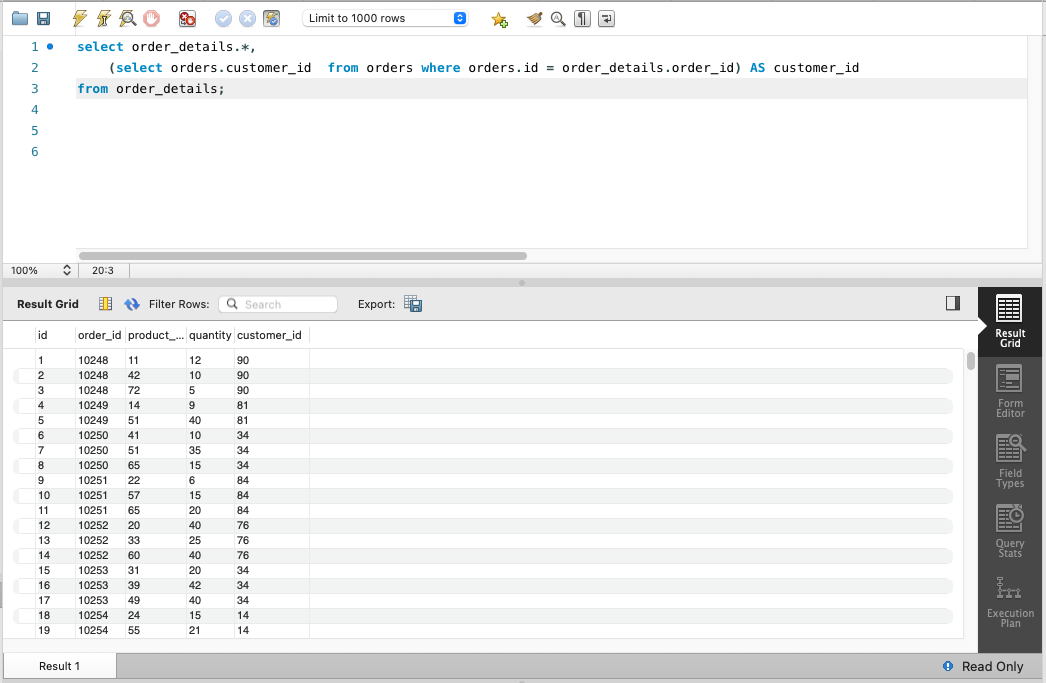 Limit to 1000 rows
1 select order_details.*,
2 (select orders.customer_id  from orders where orders.id = order_details.order_id) AS customer_id
3 from order_details;
4
5
6
100% 20:3
Result Grid Filter Rows: Search Export:
id order_id product_... quantity customer_id
1 10248 11 12 90
2 10248 42 10 90
3 10248 72 5 90
4 10249 14 9 81
5 10249 51 40 81
6 10250 41 10 34
7 10250 51 35 34
8 10250 65 15 34
9 10251 22 6 84
10 10251 57 15 84
11 10251 65 20 84
12 10252 20 40 76
13 10252 33 25 76
14 10252 60 40 76
15 10253 31 20 34
16 10253 39 42 34
17 10253 49 40 34
18 10254 24 15 14
19 10254 55 21 14
Result
Grid
Form
Editor
Field
Types
Query
Stats
Execution
Plan
Result 1 Read Only